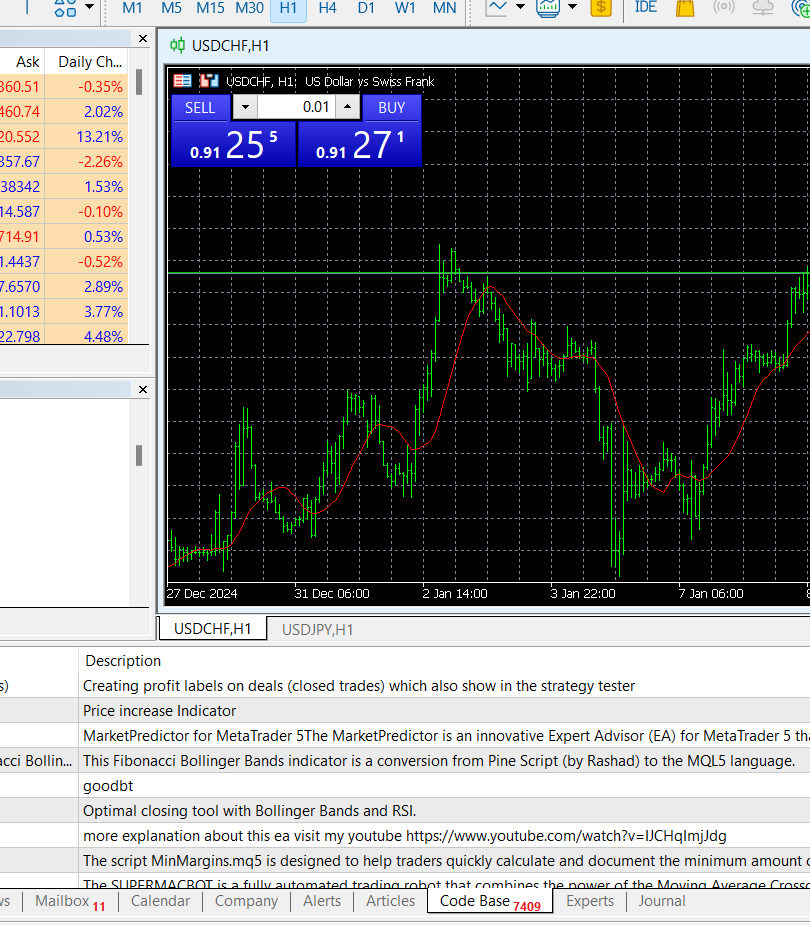 M1 M5 M15 M30 H1 H4 D1 W1 MN $ IDE
USDCHF,H1
Ask Daily Ch...
360.51 -0.35%
460.74 2.02%
20.552 13.21%
357.67 -2.26%
38342 1.53%
14.587 -0.10%
714.91 0.53%
1.4437 -0.52%
7.6570 2.89%
1.1013 3.77%
22.798 4.48%
USDCHF, H1: US Dollar vs Swiss Frank
SELL 0.01 BUY
0.91 25 5 0.91 27 1
27 Dec 2024 31 Dec 06:00 2 Jan 14:00 3 Jan 22:00 7 Jan 06:00 8
USDCHF,H1 USDJPY,H1
Description
s) Creating profit labels on deals (closed trades) which also show in the strategy tester
Price increase Indicator
MarketPredictor for MetaTrader 5The MarketPredictor is an innovative Expert Advisor (EA) for MetaTrader 5 tha
acci Bollin... This Fibonacci Bollinger Bands indicator is a conversion from Pine Script (by Rashad) to the MQL5 language.
goodbt
Optimal closing tool with Bollinger Bands and RSI.
more explanation about this ea visit my youtube https://www.youtube.com/watch?v=IJCHqImjJdg
The script MinMargins.mq5 is designed to help traders quickly calculate and document the minimum amount o
The SUPERMACBOT is a fully automated trading robot that combines the power of the Moving Average Crosso
ws Mailbox 11 Calendar Company Alerts Articles Code Base 7409 Experts Journal